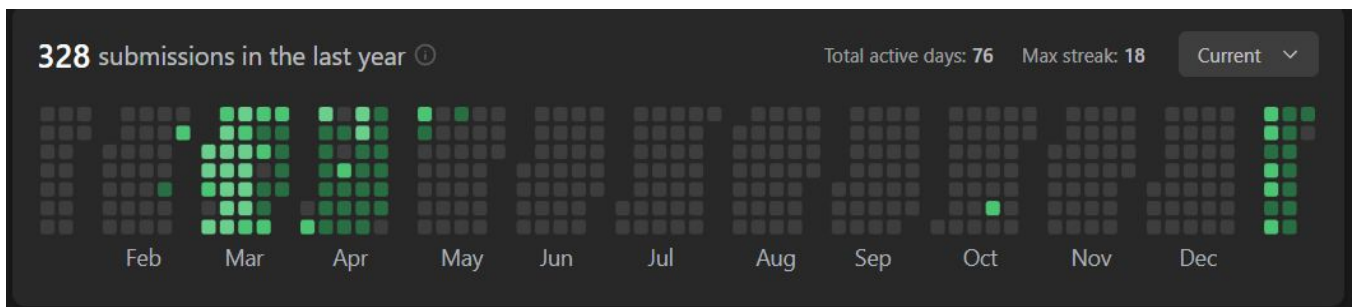 328 submissions in the last year
Total active days: 76 Max streak: 18 Current
Feb Mar Apr May Jun Jul Aug Sep Oct Nov Dec